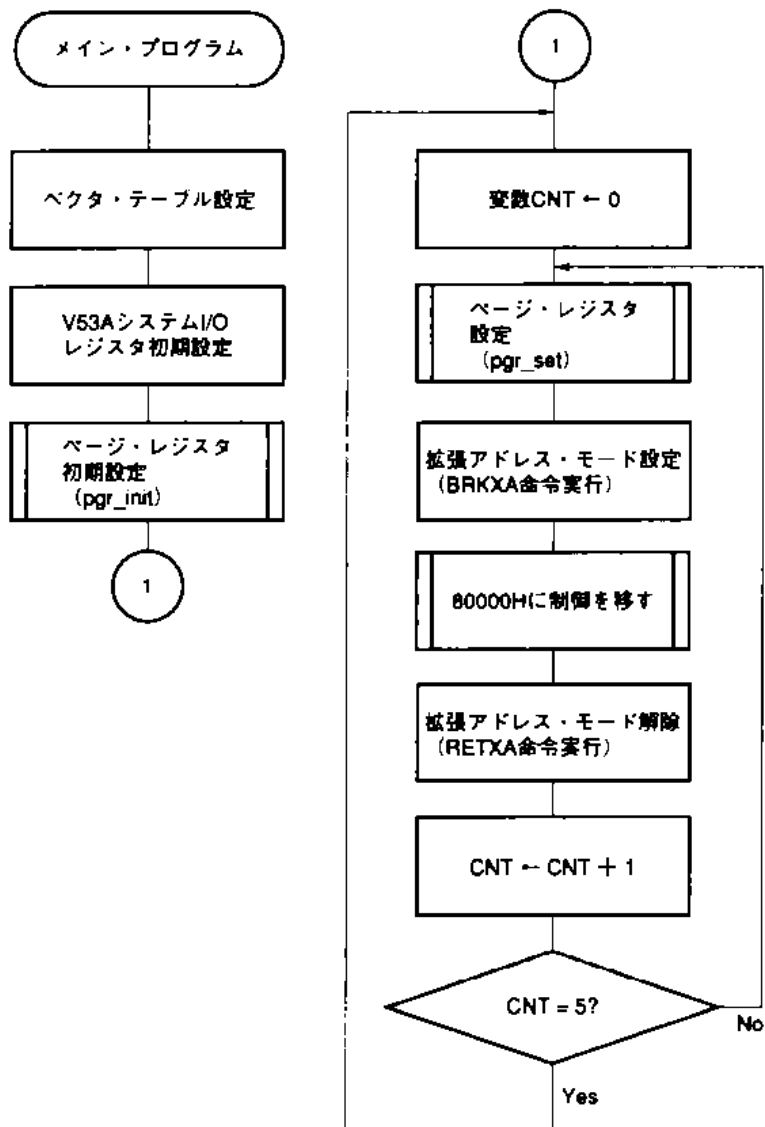 メイン・プログラム
ベクタ・テーブル設定
V53AシステムI/O
レジスタ初期設定
ページ・レジスタ
初期設定
(pgr_init)
1
1
変数CNT ← 0
ページ・レジスタ
設定
(pgr_set)
拡張アドレス・モード設定
(BRKXA命令実行)
80000Hに制御を移す
拡張アドレス・モード解除
(RETXA命令実行)
CNT ← CNT + 1
CNT = 5?
No
Yes